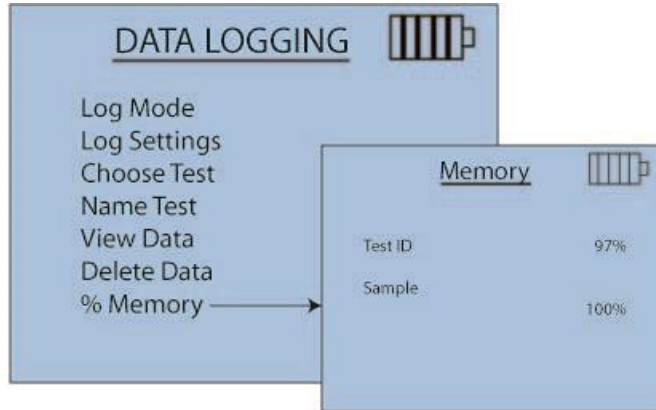 DATA LOGGING
Log Mode
Log Settings
Choose Test
Name Test
View Data
Delete Data
% Memory
Memory
Test ID 97%
Sample
100%